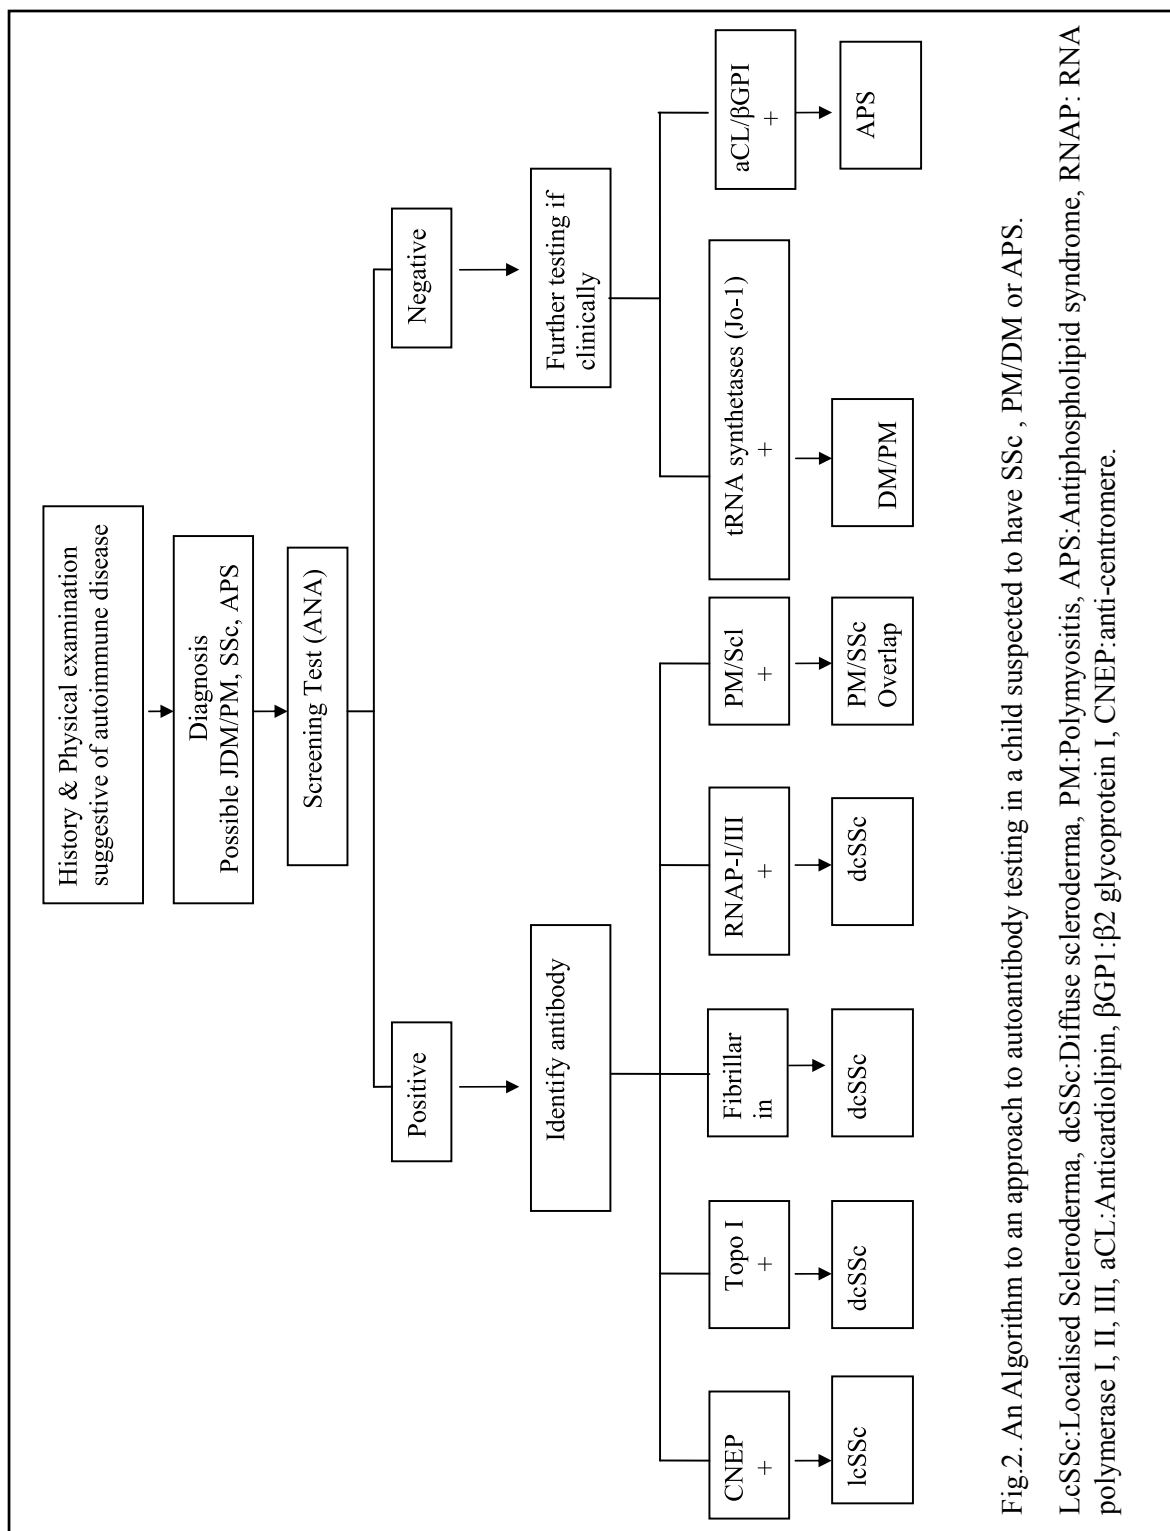 History & Physical examination
suggestive of autoimmune disease
Diagnosis
Possible JDM/PM, SSc, APS
Screening Test (ANA)
Positive
Negative
Identify antibody
Further testing if
clinically
CNEP
+
Topo I
+
Fibrillar
in
RNAP-I/III
+
PM/Scl
+
tRNA synthetases (Jo-1)
+
aCL/βGPI
+
lcSSc
dcSSc
dcSSc
dcSSc
PM/SSc
Overlap
DM/PM
APS
Fig.2. An Algorithm to an approach to autoantibody testing in a child suspected to have SSc , PM/DM or APS.
LcSSc:Localised Scleroderma, dcSSc:Diffuse scleroderma, PM:Polymyositis, APS:Antiphospholipid syndrome, RNAP: RNA
polymerase I, II, III, aCL:Anticardiolipin, βGP1:β2 glycoprotein I, CNEP:anti-centromere.